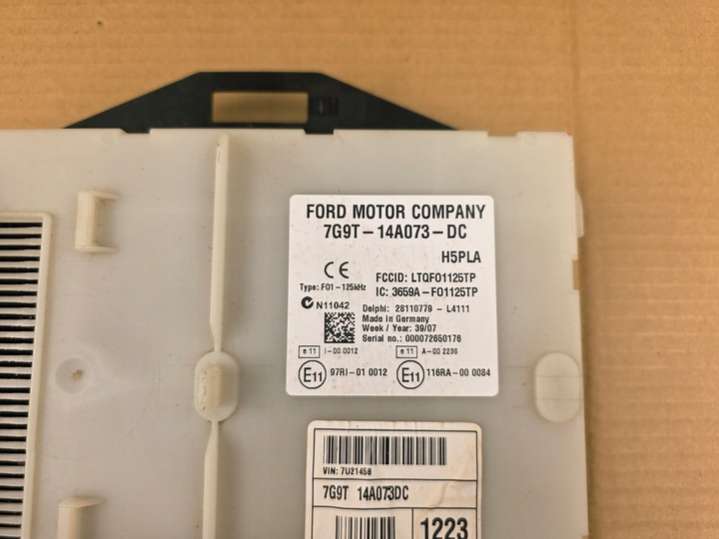 FORD MOTOR COMPANY
7G9T-14A073-DC
H5PLA
CE
FCCID: LTQFO1125TP
Type: FO1-125kHz
IC: 3659A-FO1125TP
N11042
Delphi: 28110779 - L4111
Made in Germany
Week / Year: 39/07
Serial no.: 000072650176
e 11 I-00 0012
e 11 A-00 2236
E11 97RI-01 0012
E11 116RA-00 0084
VIN: 7U21458
7G9T 14A073DC
1223